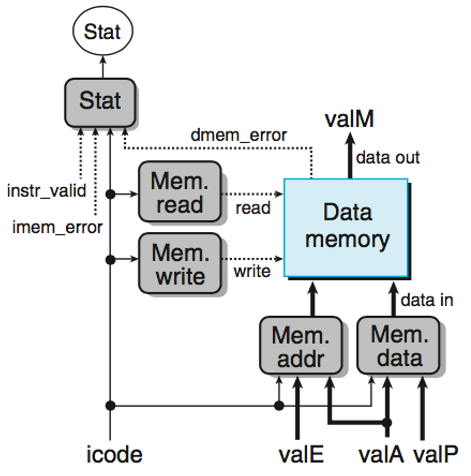 Stat
Stat
dmem_error
valM
data out
instr_valid
imem_error
Mem.
read
read
Data
memory
Mem.
write
write
data in
Mem.
addr
Mem.
data
icode
valE
valA
valP